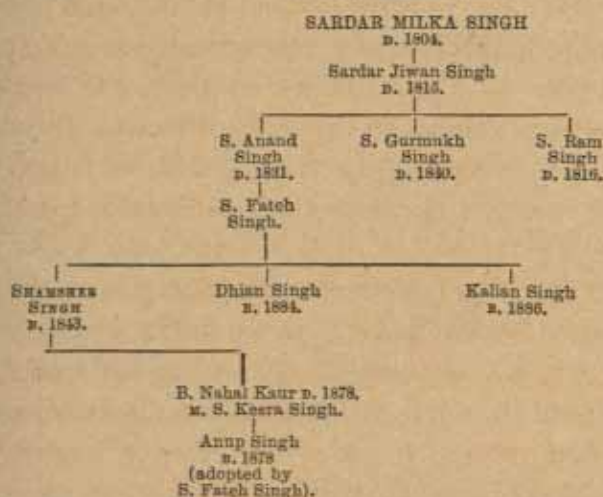 SARDAR MILKA SINGH
D. 1804.
Sardar Jiwan Singh
D. 1815.
S. Anand
Singh
D. 1831.
S. Gurmukh
Singh
D. 1840.
S. Ram
Singh
D. 1816.
S. Fateh
Singh.
SHAMSHER
SINGH
B. 1843.
Dhian Singh
B. 1884.
Kalian Singh
B. 1886.
B. Nahal Kaur D. 1878,
M. S. Kesra Singh.
Anup Singh
B. 1878
(adopted by
S. Fateh Singh).